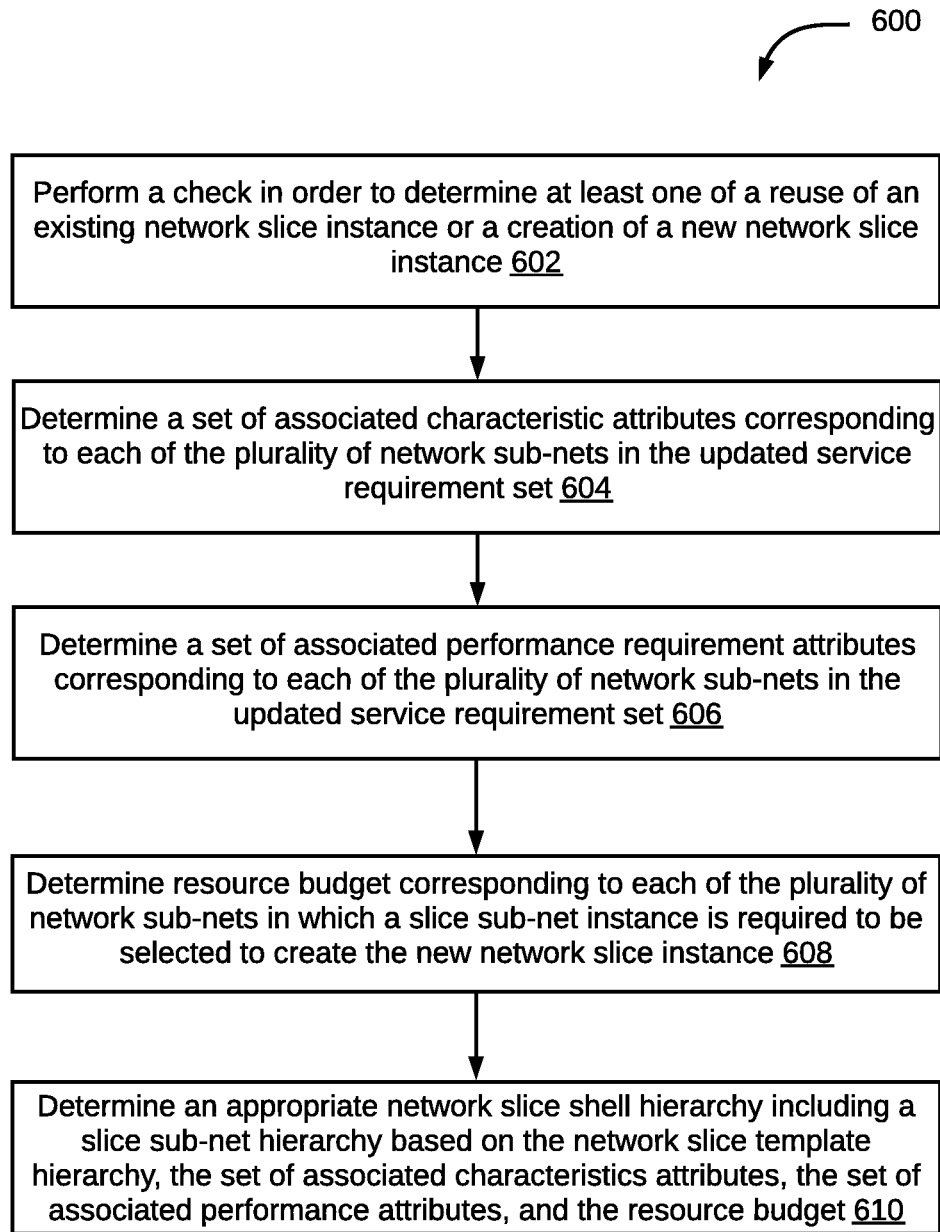 600
Perform a check in order to determine at least one of a reuse of an
existing network slice instance or a creation of a new network slice
instance 602
Determine a set of associated characteristic attributes corresponding
to each of the plurality of network sub-nets in the updated service
requirement set 604
Determine a set of associated performance requirement attributes
corresponding to each of the plurality of network sub-nets in the
updated service requirement set 606
Determine resource budget corresponding to each of the plurality of
network sub-nets in which a slice sub-net instance is required to be
selected to create the new network slice instance 608
Determine an appropriate network slice shell hierarchy including a
slice sub-net hierarchy based on the network slice template
hierarchy, the set of associated characteristics attributes, the set of
associated performance attributes, and the resource budget 610